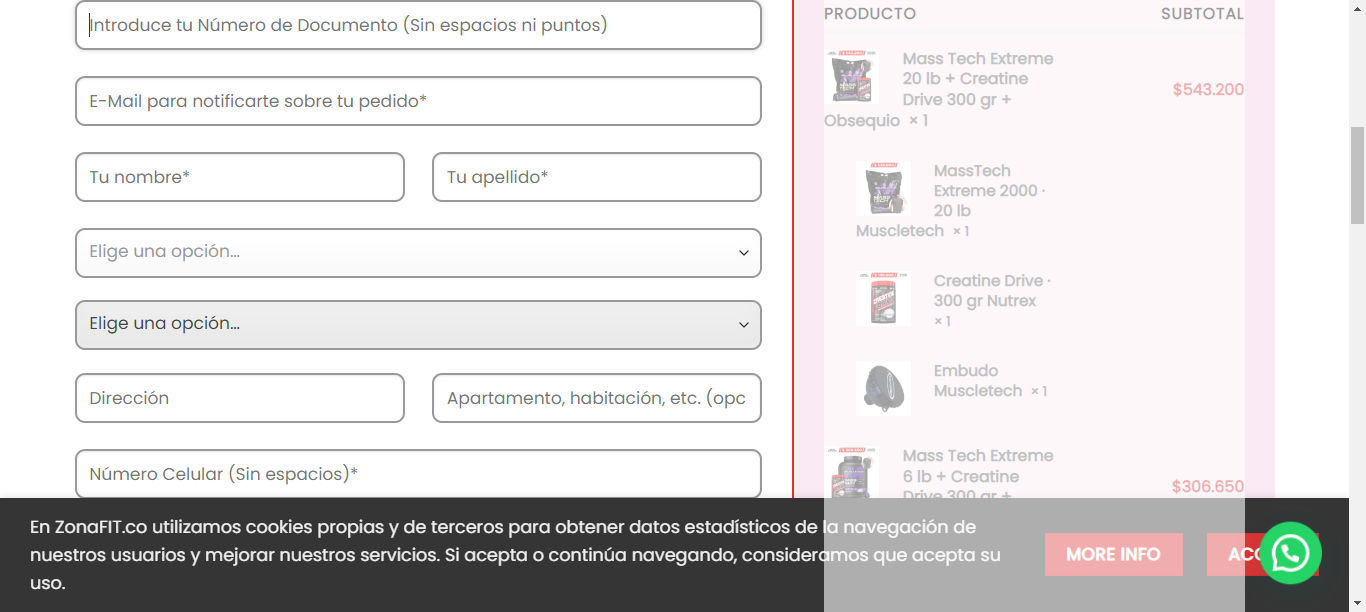 Introduce tu Número de Documento (Sin espacios ni puntos)
E-Mail para notificarte sobre tu pedido*
Tu nombre*
Tu apellido*
Elige una opción...
Elige una opción...
Dirección
Apartamento, habitación, etc. (opc
Número Celular (Sin espacios)*
PRODUCTO
SUBTOTAL
Mass Tech Extreme
20 lb + Creatine
Drive 300 gr +
Obsequio × 1
$543.200
MassTech
Extreme 2000 ·
20 lb
Muscletech × 1
Creatine Drive ·
300 gr Nutrex
× 1
Embudo
Muscletech × 1
Mass Tech Extreme
6 lb + Creatine
Drive 300 gr +
$306.650
En ZonaFIT.co utilizamos cookies propias y de terceros para obtener datos estadísticos de la navegación de
nuestros usuarios y mejorar nuestros servicios. Si acepta o continúa navegando, consideramos que acepta su
uso.
MORE INFO